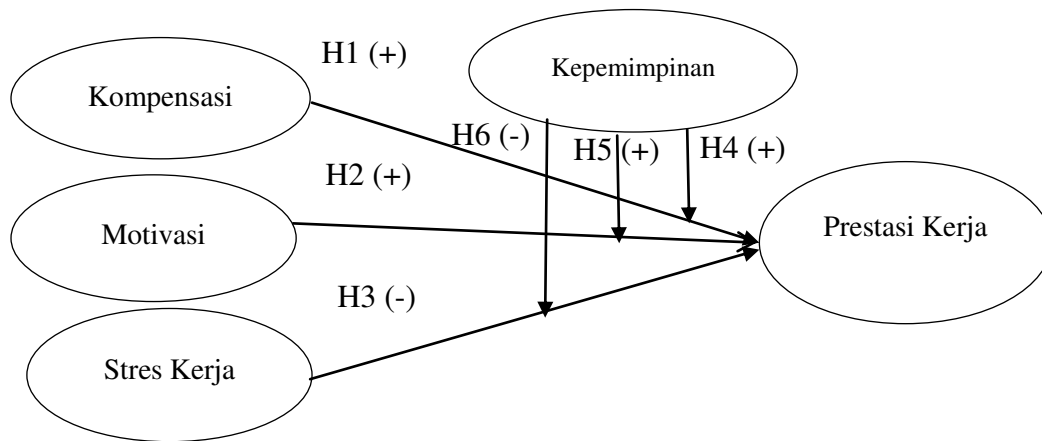 H1 (+)
Kepemimpinan
Kompensasi
H6 (-)
H5 (+)
H4 (+)
H2 (+)
Motivasi
Prestasi Kerja
H3 (-)
Stres Kerja